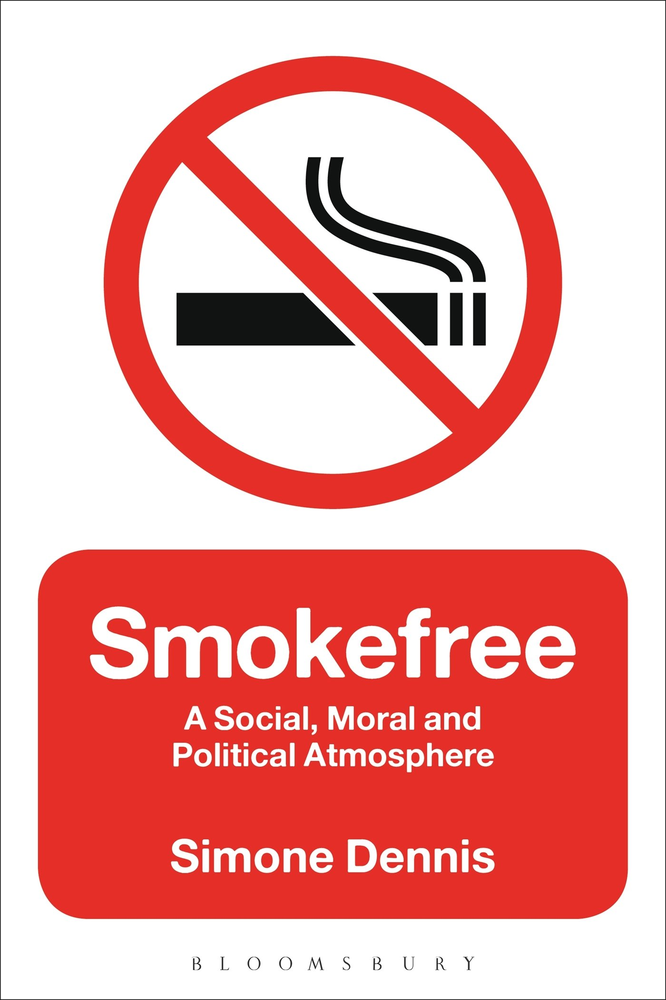 Smokefree
A Social, Moral and
Political Atmosphere
Simone Dennis
BLOOMSBURY